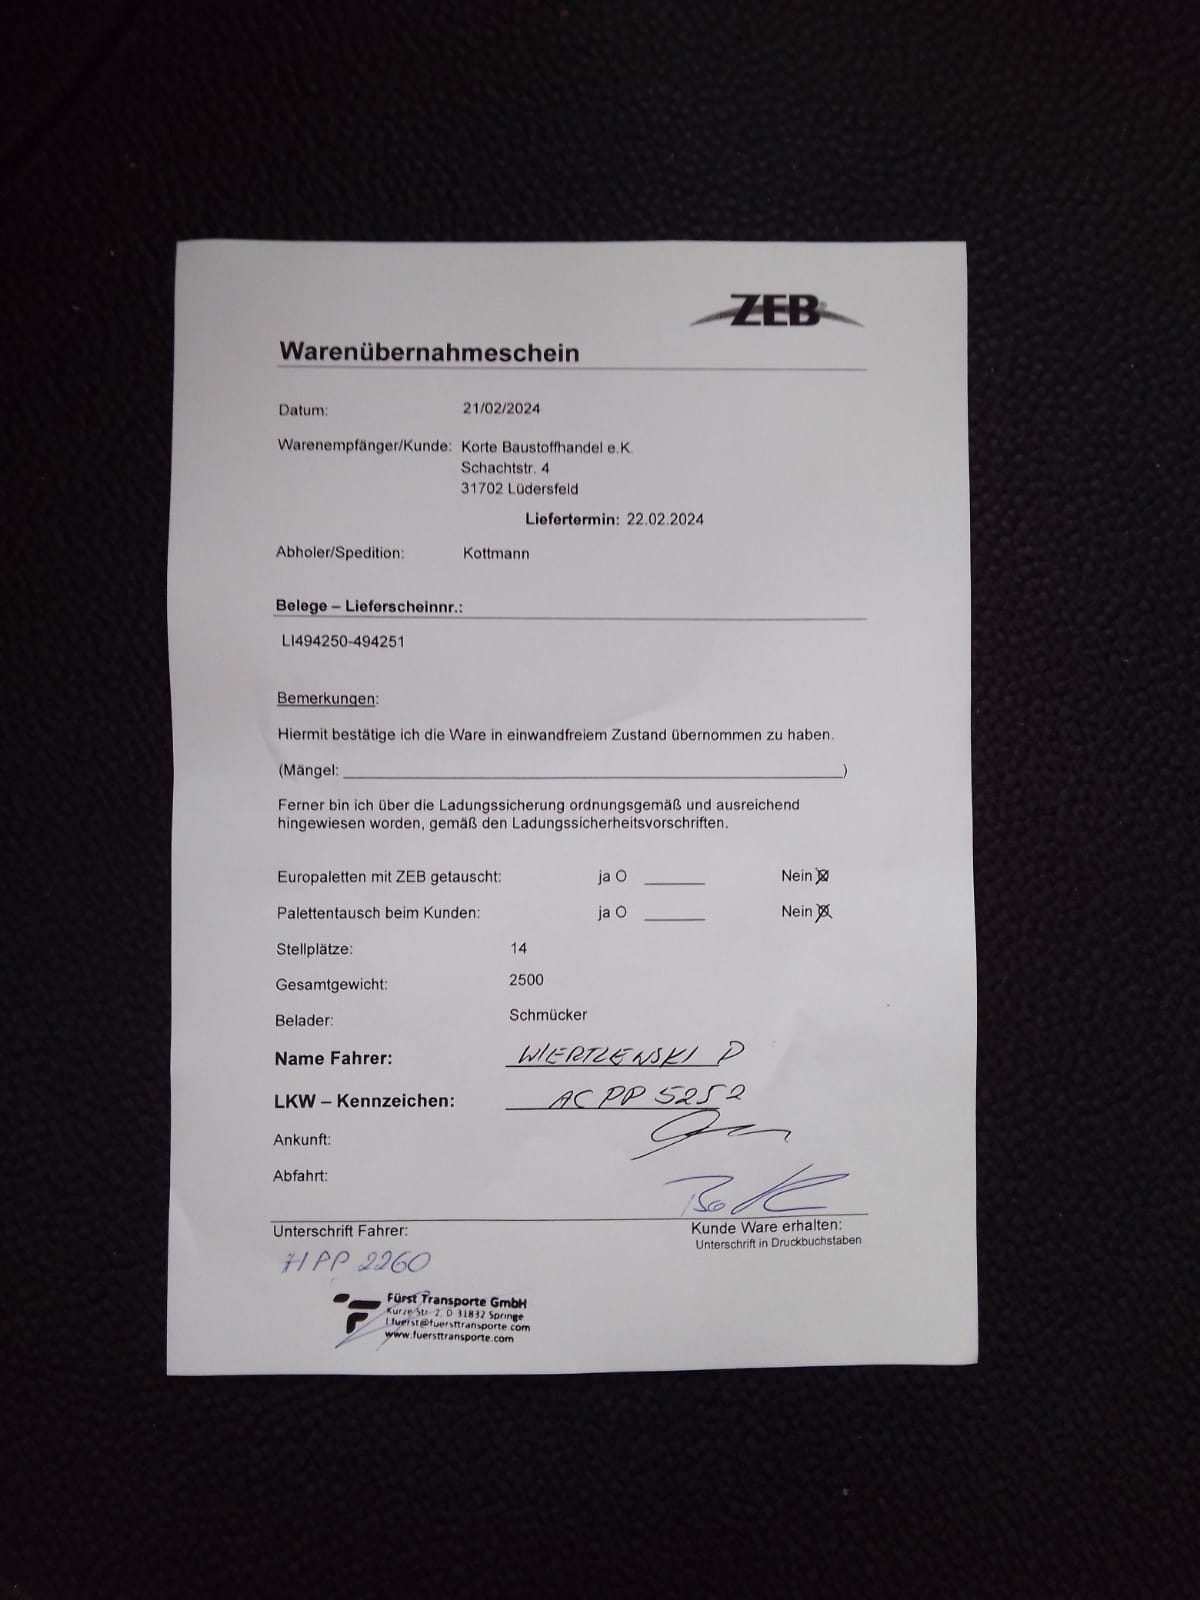 ZEB
Warenübernahmeschein
Datum: 21/02/2024
Warenempfänger/Kunde: Korte Baustoffhandel e.K.
Schachtstr. 4
31702 Lüdersfeld
Liefertermin: 22.02.2024
Abholer/Spedition: Kottmann
Belege – Lieferscheinnr.:
LI494250-494251
Bemerkungen:
Hiermit bestätige ich die Ware in einwandfreiem Zustand übernommen zu haben.
(Mängel: )
Ferner bin ich über die Ladungssicherung ordnungsgemäß und ausreichend
hingewiesen worden, gemäß den Ladungssicherheitsvorschriften.
Europaletten mit ZEB getauscht: ja O Nein
Palettentausch beim Kunden: ja O Nein
Stellplätze: 14
Gesamtgewicht: 2500
Belader: Schmücker
Name Fahrer: WIERTLEWSKI P
LKW – Kennzeichen: AC PP 5252
Ankunft:
Abfahrt:
Unterschrift Fahrer: Kunde Ware erhalten:
Unterschrift in Druckbuchstaben
H PP 2260
Fürst Transporte GmbH
Kurze Str. 2, D 31832 Springe
l.fuerst@fuersttransporte.com
www.fuersttransporte.com